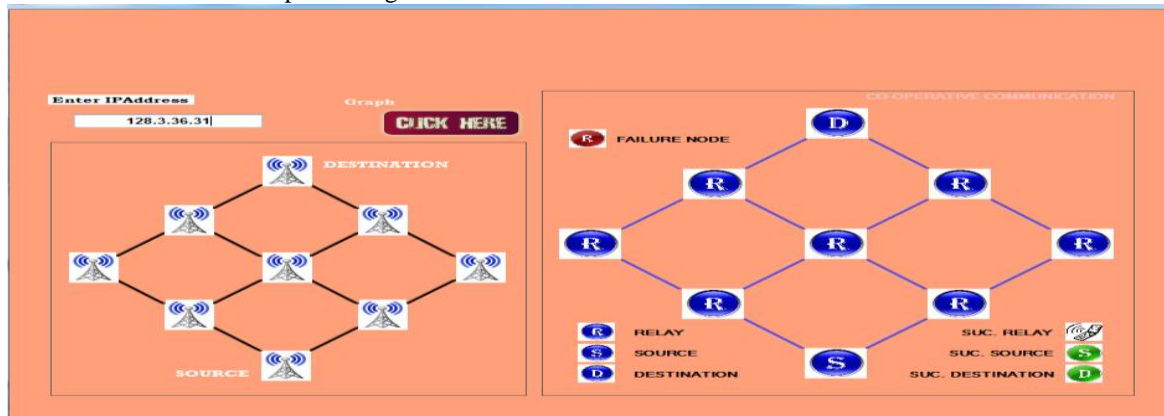 Enter IPAddress
128.3.36.31
Graph
CLICK HERE
DESTINATION
SOURCE
CO-OPERATIVE COMMUNICATION
R FAILURE NODE
D
R R
R R R
R R
S
R RELAY
S SOURCE
D DESTINATION
SUC. RELAY
SUC. SOURCE S
SUC. DESTINATION D